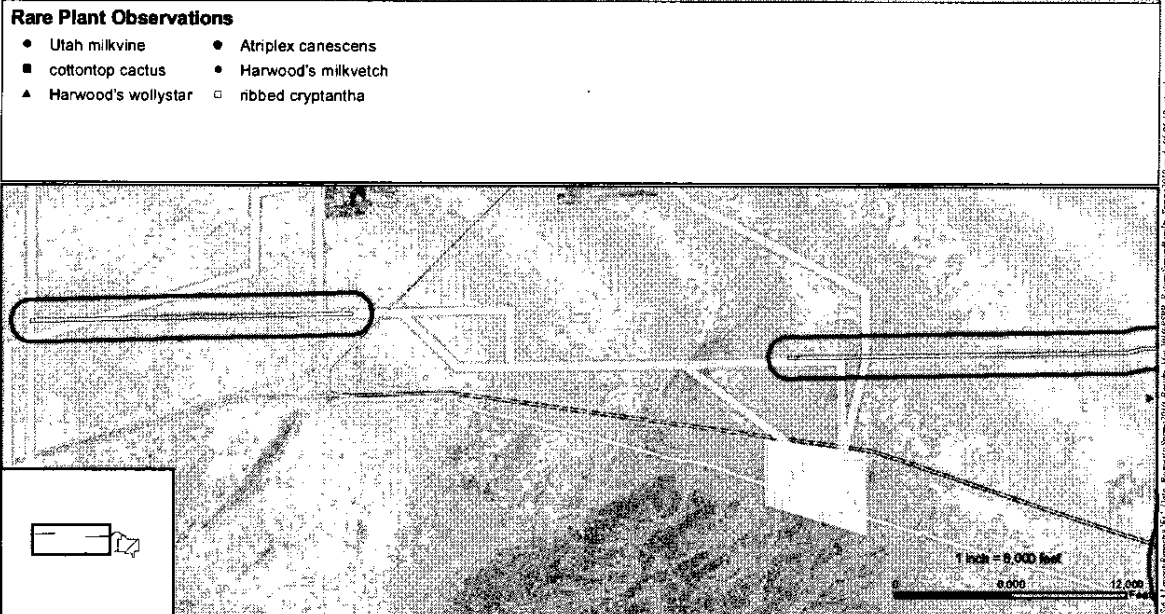 Rare Plant Observations
Utah milkvine Atriplex canescens
cottontop cactus Harwood's milkvetch
Harwood's wollystar ribbed cryptantha
1 inch = 6,000 feet
0 6,000 12,000
Feet